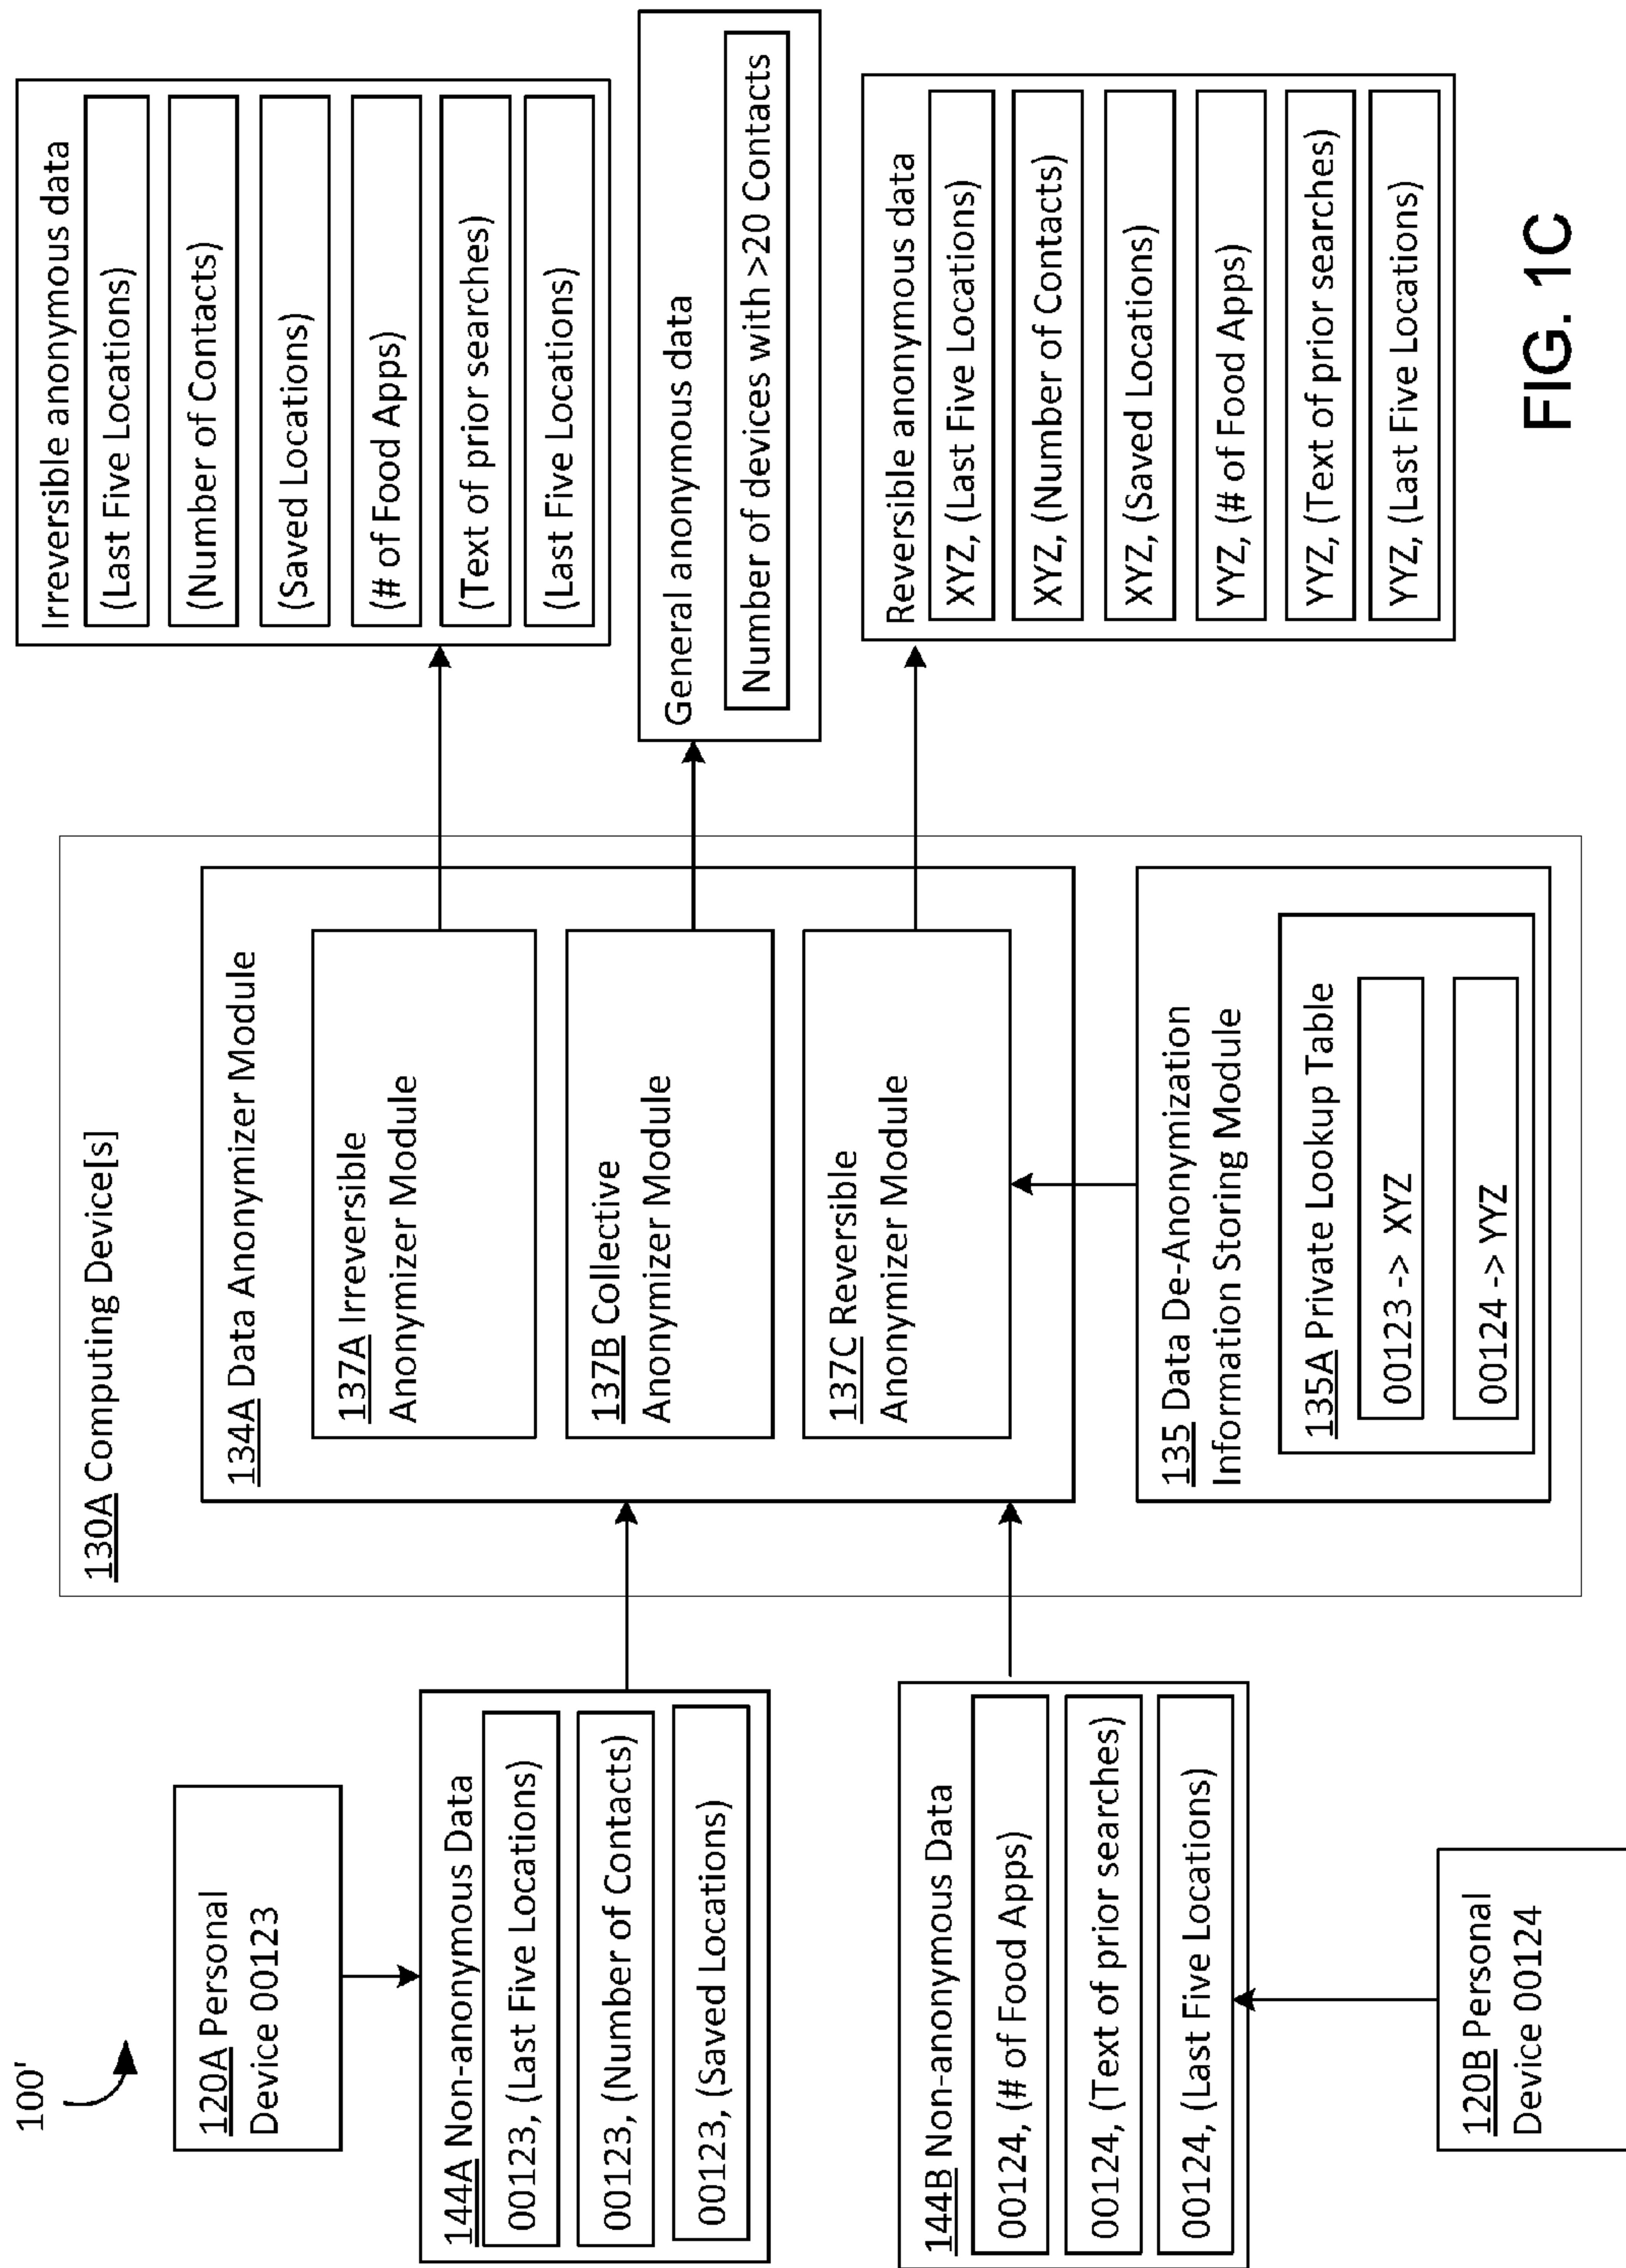 100'
120A Personal
Device 00123
144A Non-anonymous Data
00123, (Last Five Locations)
00123, (Number of Contacts)
00123, (Saved Locations)
144B Non-anonymous Data
00124, (# of Food Apps)
00124, (Text of prior searches)
00124, (Last Five Locations)
120B Personal
Device 00124
130A Computing Device[s]
134A Data Anonymizer Module
137A Irreversible
Anonymizer Module
137B Collective
Anonymizer Module
137C Reversible
Anonymizer Module
135 Data De-Anonymization
Information Storing Module
135A Private Lookup Table
00123 -> XYZ
00124 -> YYZ
Irreversible anonymous data
(Last Five Locations)
(Number of Contacts)
(Saved Locations)
(# of Food Apps)
(Text of prior searches)
(Last Five Locations)
General anonymous data
Number of devices with >20 Contacts
Reversible anonymous data
XYZ, (Last Five Locations)
XYZ, (Number of Contacts)
XYZ, (Saved Locations)
YYZ, (# of Food Apps)
YYZ, (Text of prior searches)
YYZ, (Last Five Locations)
FIG. 1C